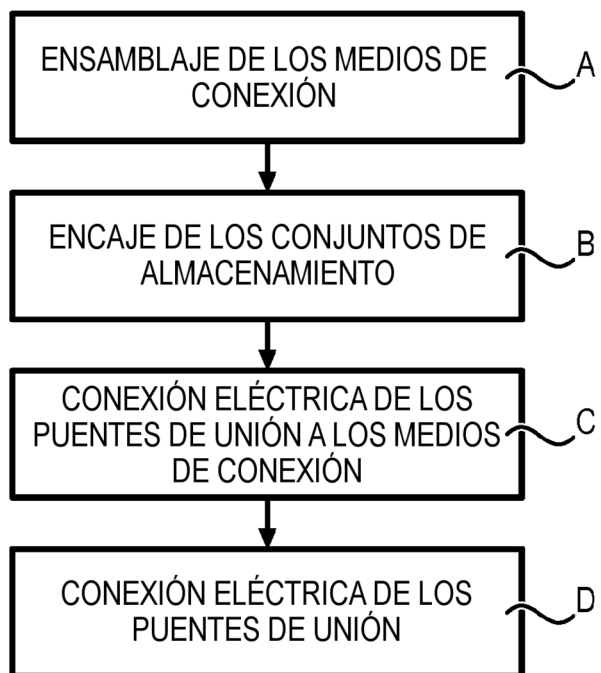 ENSAMBLAJE DE LOS MEDIOS DE
CONEXIÓN
A
ENCAJE DE LOS CONJUNTOS DE
ALMACENAMIENTO
B
CONEXIÓN ELÉCTRICA DE LOS
PUENTES DE UNIÓN A LOS MEDIOS
DE CONEXIÓN
C
CONEXIÓN ELÉCTRICA DE LOS
PUENTES DE UNIÓN
D